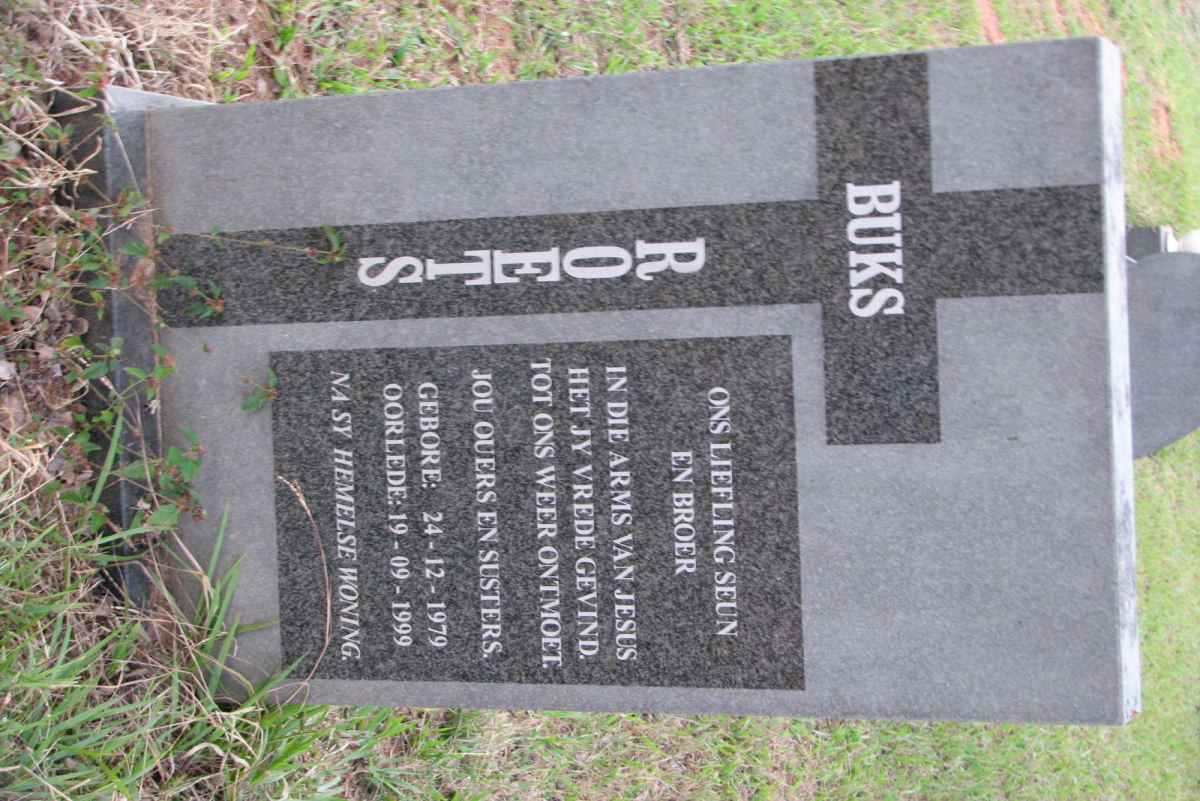 BUKS
ROETS
ONS LIEFLING SEUN
EN BROER
IN DIE ARMS VAN JESUS
HET JY VREDE GEVIND.
TOT ONS WEER ONTMOET.
JOU OUERS EN SUSTERS.
GEBORE: 24 - 12 - 1979
OORLEDE: 19 - 09 - 1999
NA SY HEMELSE WONING.